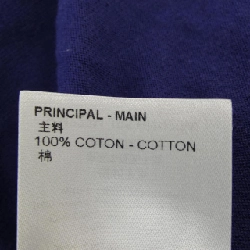 PRINCIPAL - MAIN
主料
100% COTON - COTTON
棉